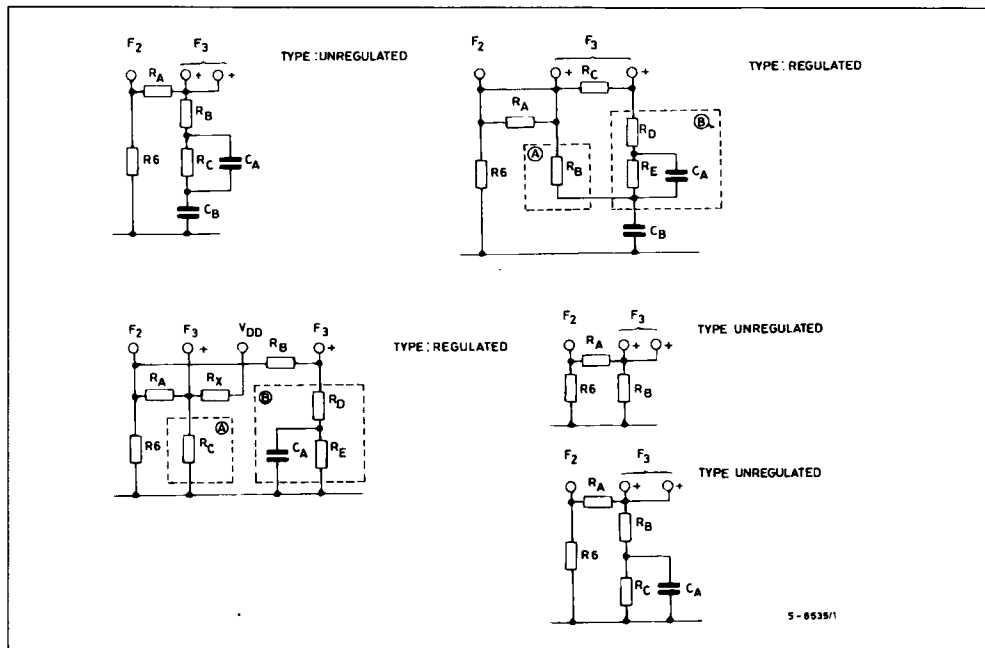 F2 F3 TYPE : UNREGULATED
RA + +
RB
R6 RC CA
CB
F2 F3 TYPE : REGULATED
+ RC +
RA RD B
A
R6 RB RE CA
CB
F2 F3 VDD RB F3 TYPE : REGULATED
+ +
RA RX B RD
A
R6 RC CA RE
F2 F3 TYPE UNREGULATED
RA + +
R6 RB
F2 F3 TYPE UNREGULATED
RA + +
RB
R6
RC CA
S-6535/1